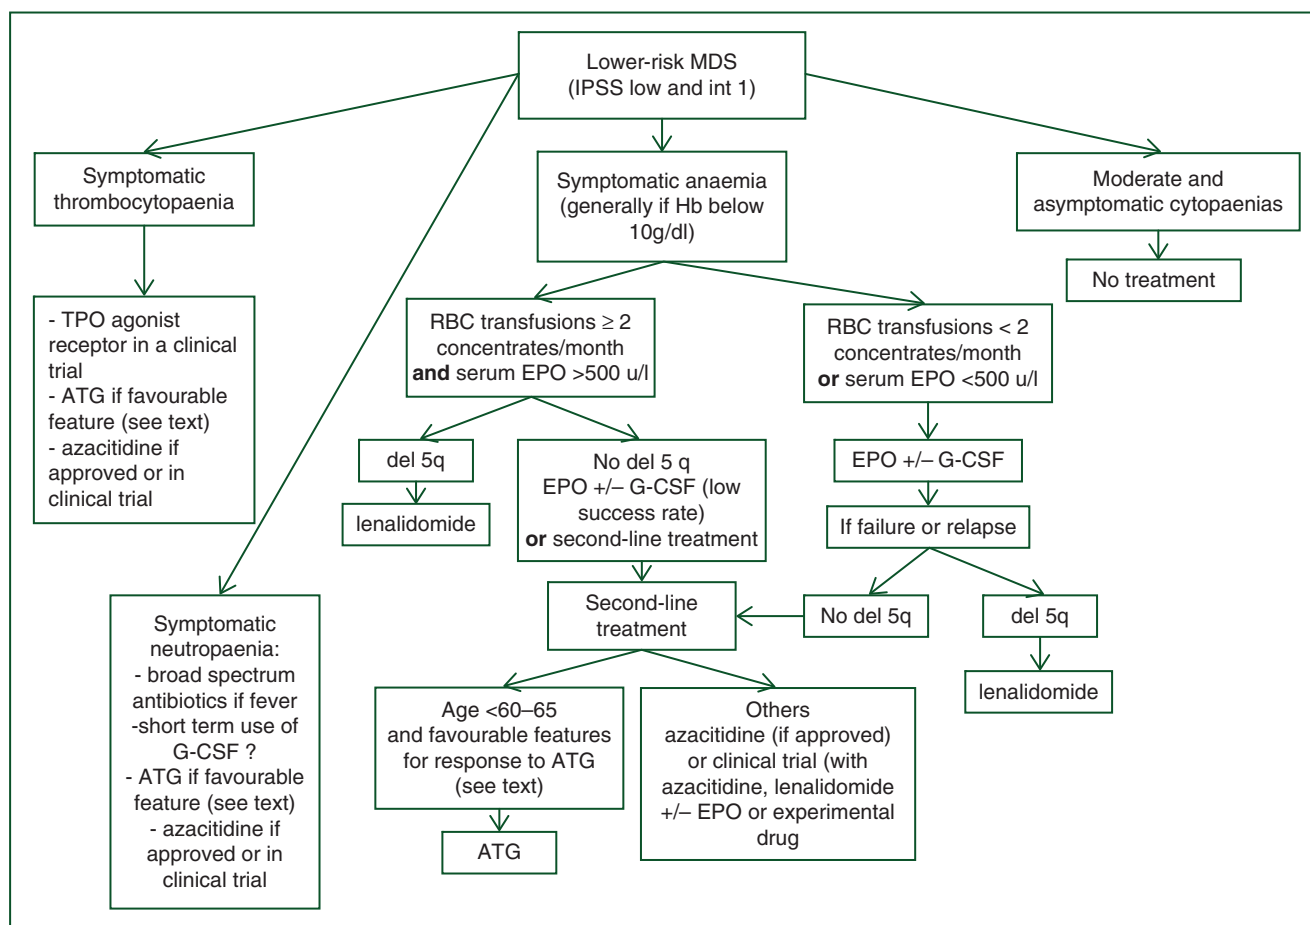 Lower-risk MDS
(IPSS low and int 1)
Symptomatic
thrombocytopaenia
Symptomatic anaemia
(generally if Hb below
10g/dl)
Moderate and
asymptomatic cytopaenias
No treatment
- TPO agonist
receptor in a clinical
trial
- ATG if favourable
feature (see text)
- azacitidine if
approved or in
clinical trial
RBC transfusions ≥ 2
concentrates/month
and serum EPO >500 u/l
RBC transfusions < 2
concentrates/month
or serum EPO <500 u/l
del 5q
lenalidomide
No del 5 q
EPO +/– G-CSF (low
success rate)
or second-line treatment
EPO +/– G-CSF
If failure or relapse
Second-line
treatment
No del 5q
del 5q
lenalidomide
Symptomatic
neutropaenia:
- broad spectrum
antibiotics if fever
-short term use of
G-CSF ?
- ATG if favourable
feature (see text)
- azacitidine if
approved or in
clinical trial
Age <60–65
and favourable features
for response to ATG
(see text)
ATG
Others
azacitidine (if approved)
or clinical trial (with
azacitidine, lenalidomide
+/– EPO or experimental
drug